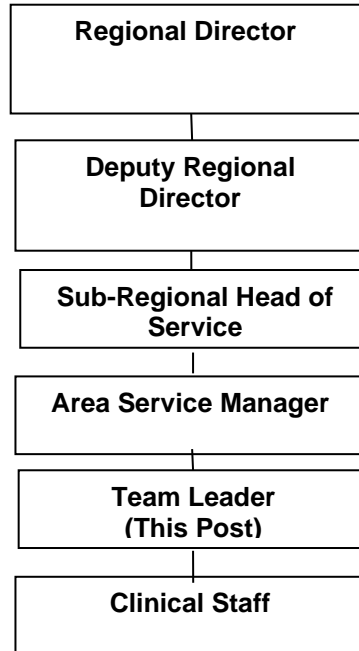 Regional Director
Deputy Regional
Director
Sub-Regional Head of
Service
Area Service Manager
Team Leader
(This Post)
Clinical Staff